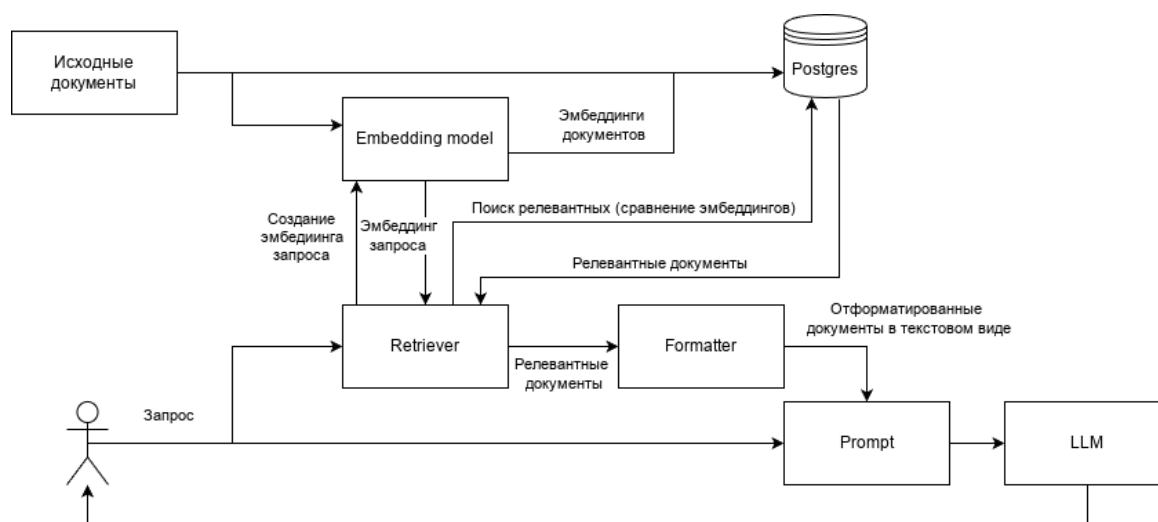 Исходные
документы
Postgres
Embedding model
Эмбеддинги
документов
Создание
эмбедиинга
запроса
Эмбеддинг
запроса
Поиск релевантных (сравнение эмбеддингов)
Релевантные документы
Retriever
Релевантные
документы
Formatter
Отформатированные
документы в текстовом виде
Запрос
Prompt
LLM